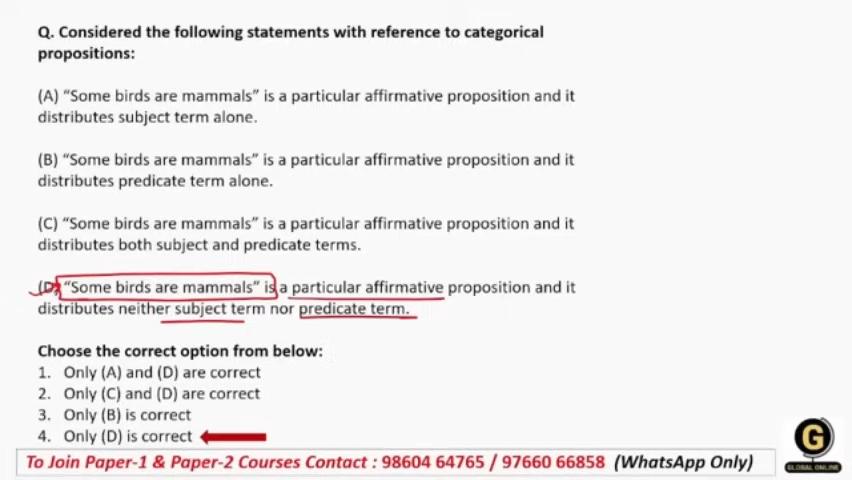 Q. Considered the following statements with reference to categorical
propositions:
(A) “Some birds are mammals” is a particular affirmative proposition and it
distributes subject term alone.
(B) “Some birds are mammals” is a particular affirmative proposition and it
distributes predicate term alone.
(C) “Some birds are mammals” is a particular affirmative proposition and it
distributes both subject and predicate terms.
(D) “Some birds are mammals” is a particular affirmative proposition and it
distributes neither subject term nor predicate term.
Choose the correct option from below:
1. Only (A) and (D) are correct
2. Only (C) and (D) are correct
3. Only (B) is correct
4. Only (D) is correct
To Join Paper-1 & Paper-2 Courses Contact : 98604 64765 / 97660 66858 (WhatsApp Only)
G
GLOBAL ONLINE